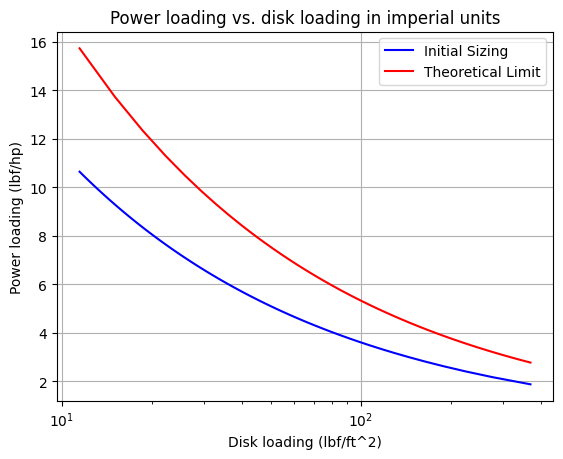 Power loading vs. disk loading in imperial units
Initial Sizing
Theoretical Limit
Power loading (lbf/hp)
16
14
12
10
8
6
4
2
10^1
10^2
Disk loading (lbf/ft^2)